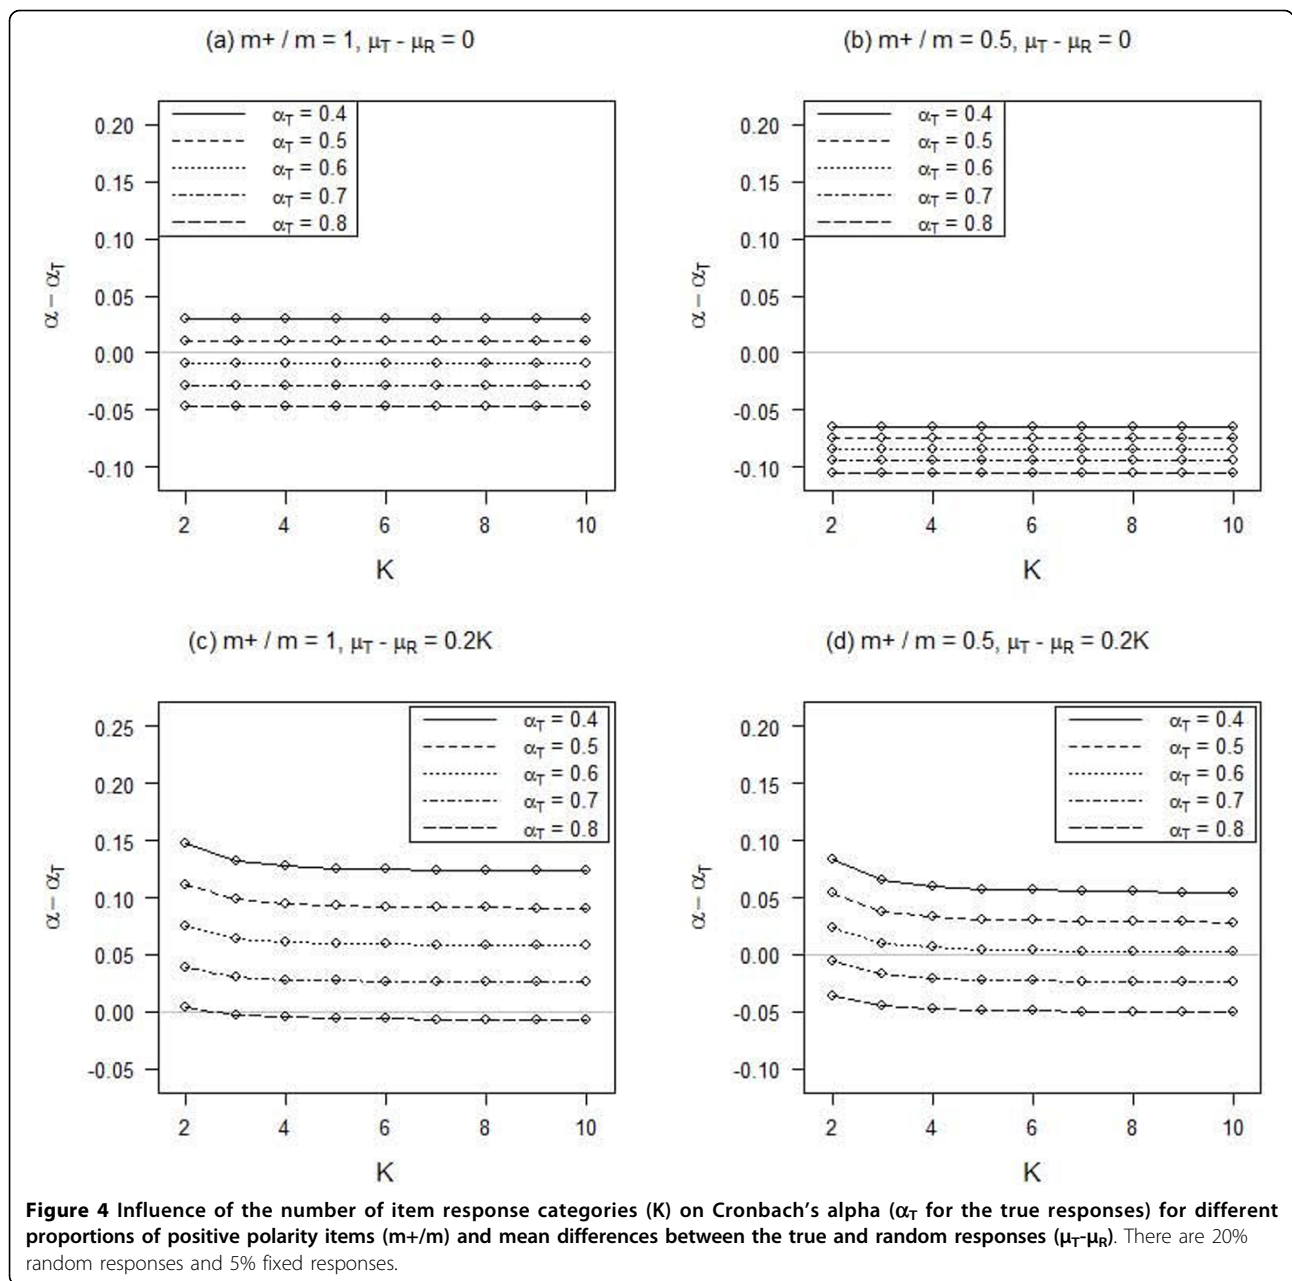 (a) m+ / m = 1, μT - μR = 0
0.20
0.15
0.10
0.05
0.00
-0.05
-0.10
α – αT
αT = 0.4
αT = 0.5
αT = 0.6
αT = 0.7
αT = 0.8
2 4 6 8 10
K
(b) m+ / m = 0.5, μT - μR = 0
0.20
0.15
0.10
0.05
0.00
-0.05
-0.10
α – αT
αT = 0.4
αT = 0.5
αT = 0.6
αT = 0.7
αT = 0.8
2 4 6 8 10
K
(c) m+ / m = 1, μT - μR = 0.2K
0.25
0.20
0.15
0.10
0.05
0.00
-0.05
α – αT
αT = 0.4
αT = 0.5
αT = 0.6
αT = 0.7
αT = 0.8
2 4 6 8 10
K
(d) m+ / m = 0.5, μT - μR = 0.2K
0.20
0.15
0.10
0.05
0.00
-0.05
-0.10
α – αT
αT = 0.4
αT = 0.5
αT = 0.6
αT = 0.7
αT = 0.8
2 4 6 8 10
K
Figure 4 Influence of the number of item response categories (K) on Cronbach's alpha (αT for the true responses) for different
proportions of positive polarity items (m+/m) and mean differences between the true and random responses (μT-μR). There are 20%
random responses and 5% fixed responses.